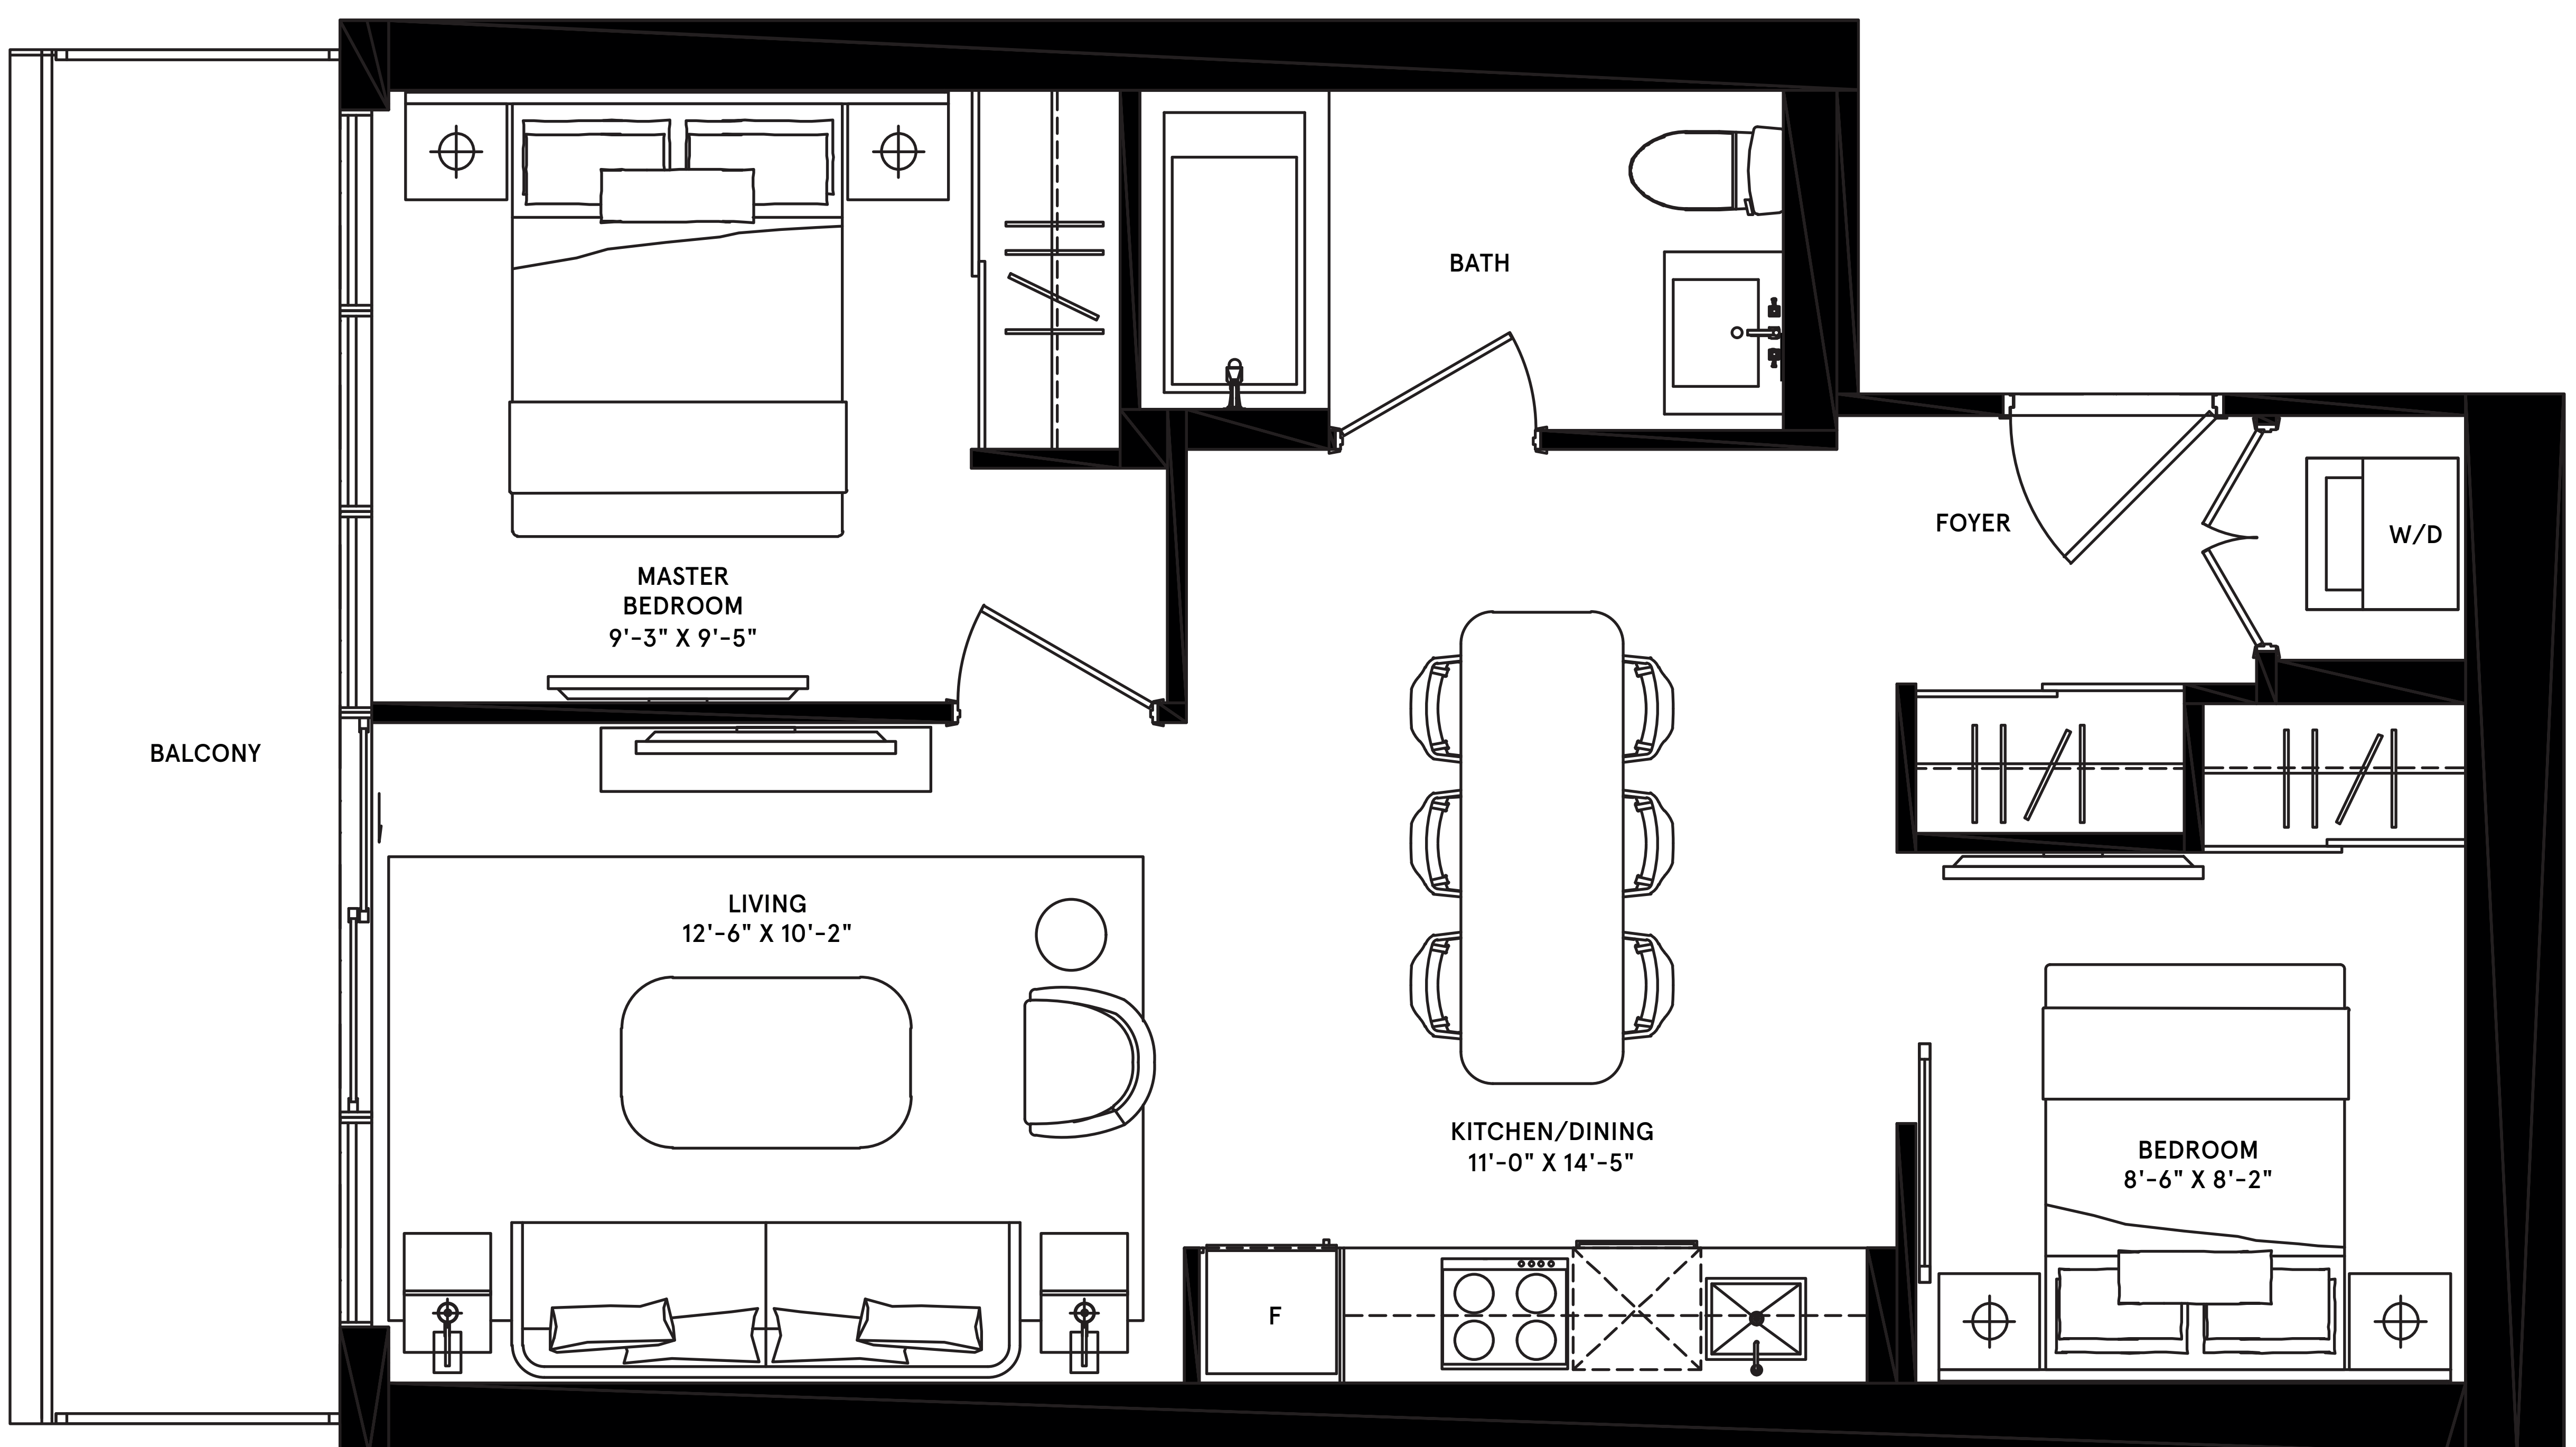 BATH
FOYER
W/D
MASTER
BEDROOM
9'-3" X 9'-5"
BALCONY
LIVING
12'-6" X 10'-2"
KITCHEN/DINING
11'-0" X 14'-5"
BEDROOM
8'-6" X 8'-2"
F